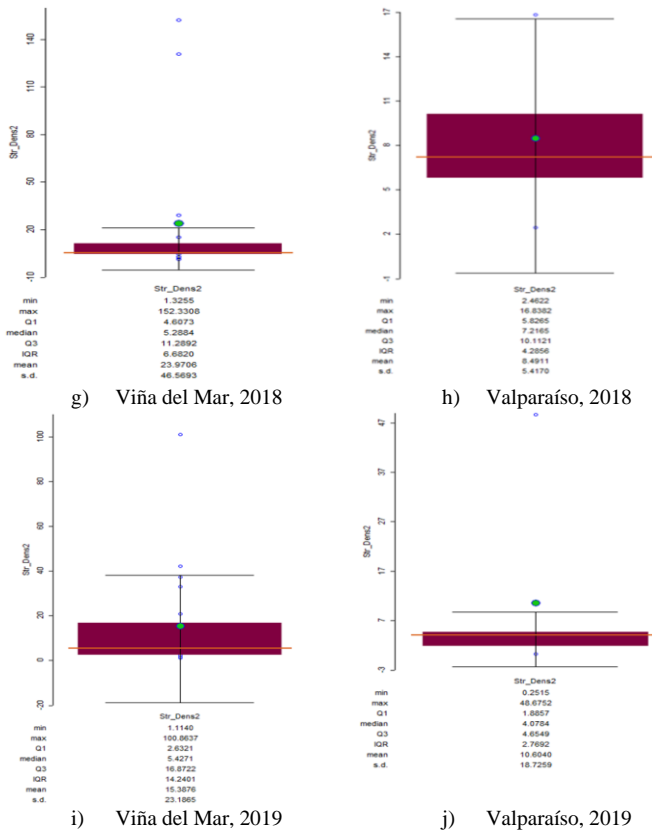 140
110
80
50
20
-10
Str_Dens2
Str_Dens2
min 1.3255
max 152.3308
Q1 4.6073
median 5.2884
Q3 11.2892
IQR 6.6820
mean 23.9706
s.d. 46.5693
g) Viña del Mar, 2018
17
14
11
8
5
2
-1
Str_Dens2
Str_Dens2
min 2.4622
max 16.8382
Q1 5.8265
median 7.2165
Q3 10.1121
IQR 4.2856
mean 8.4911
s.d. 5.4170
h) Valparaíso, 2018
100
80
60
40
20
0
-20
Str_Dens2
Str_Dens2
min 1.1140
max 100.8637
Q1 2.6321
median 5.4271
Q3 16.8722
IQR 14.2401
mean 15.3876
s.d. 23.1865
i) Viña del Mar, 2019
47
37
27
17
7
-3
Str_Dens2
Str_Dens2
min 0.2515
max 48.6752
Q1 1.8857
median 4.0784
Q3 4.6549
IQR 2.7692
mean 10.6040
s.d. 18.7259
j) Valparaíso, 2019